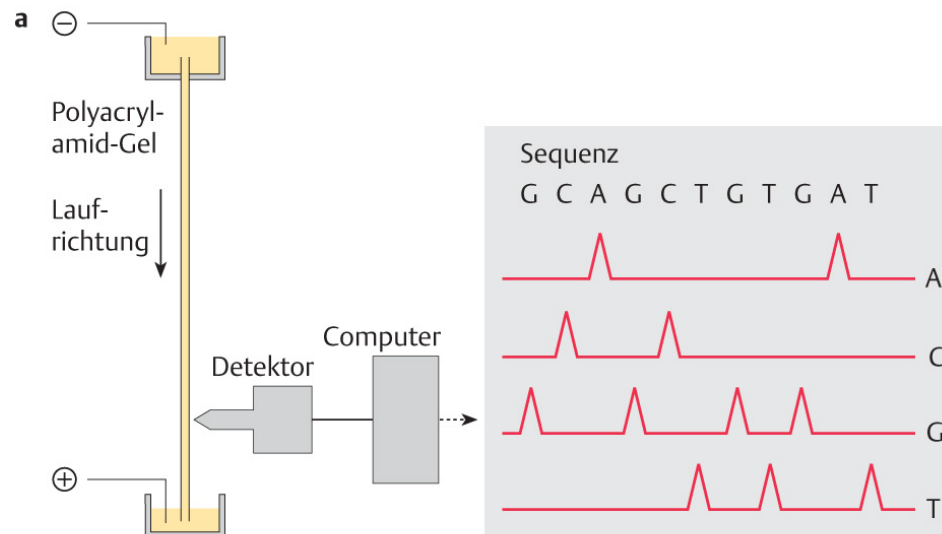 a
−
Polyacryl-
amid-Gel
Lauf-
richtung
+
Detektor
Computer
Sequenz
G C A G C T G T G A T
A
C
G
T